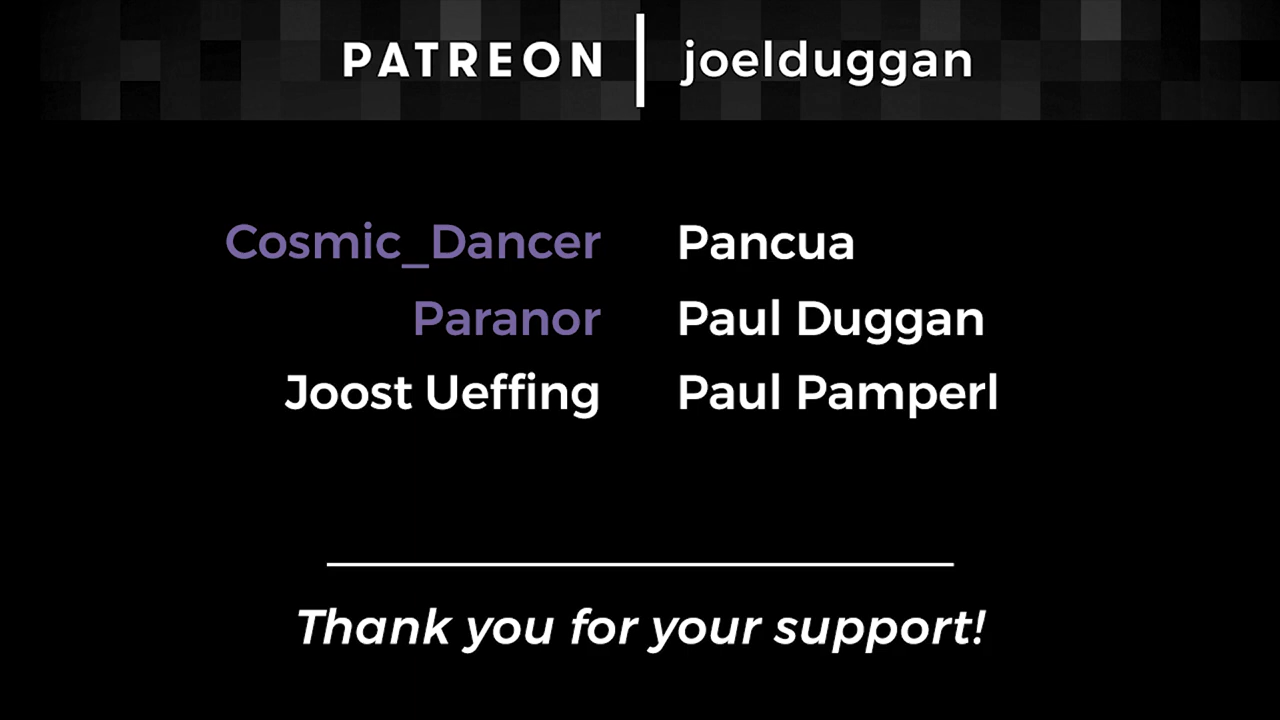 PATREON | joelduggan
Cosmic_Dancer Pancua
Paranor Paul Duggan
Joost Ueffing Paul Pamperl
Thank you for your support!